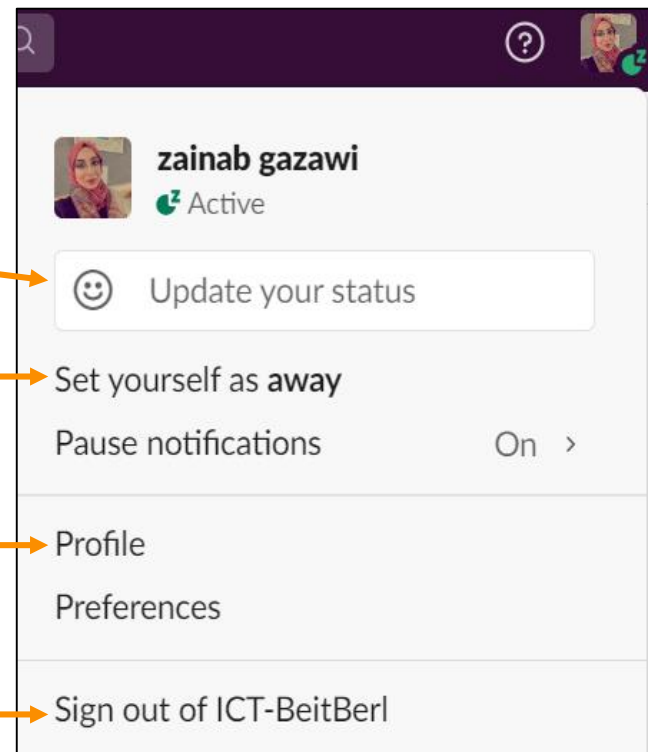 zainab gazawi
Active
Update your status
Set yourself as away
Pause notifications On >
Profile
Preferences
Sign out of ICT-BeitBerl